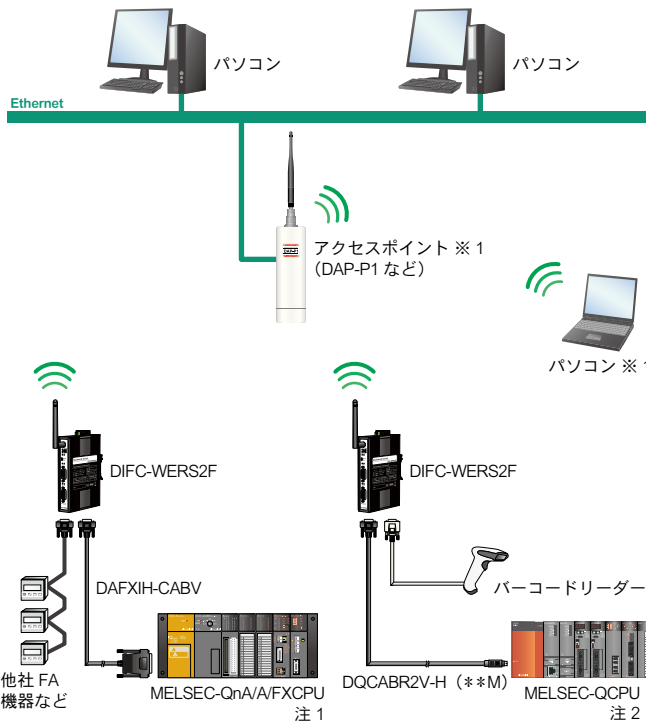 パソコン
パソコン
Ethernet
アクセスポイント ※ 1
（DAP-P1 など）
パソコン ※ 1
DIFC-WERS2F
DIFC-WERS2F
DAFXIH-CABV
バーコードリーダー
他社 FA
機器など
MELSEC-QnA/A/FXCPU
注 1
DQCABR2V-H（＊＊M）
MELSEC-QCPU
注 2